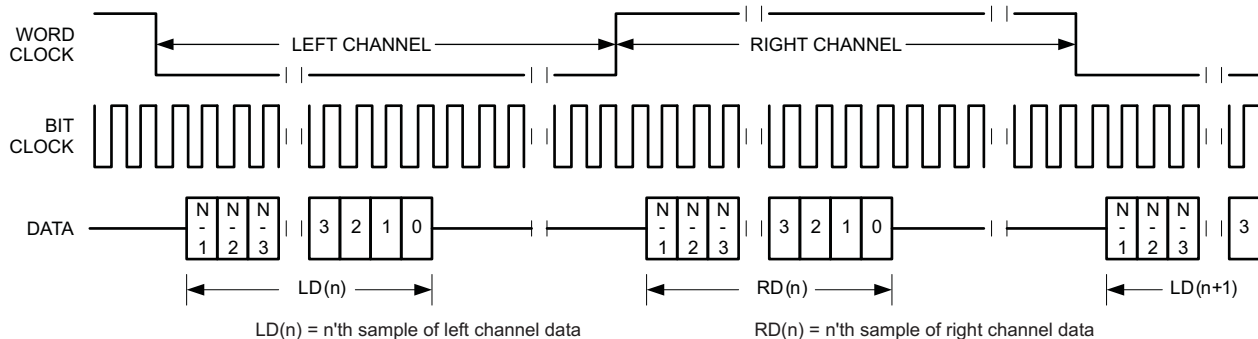 WORD
CLOCK
LEFT CHANNEL
RIGHT CHANNEL
BIT
CLOCK
DATA
N
-
1
N
-
2
N
-
3
3 2 1 0
N
-
1
N
-
2
N
-
3
3 2 1 0
N
-
1
N
-
2
N
-
3
3
LD(n)
RD(n)
LD(n+1)
LD(n) = n'th sample of left channel data
RD(n) = n'th sample of right channel data